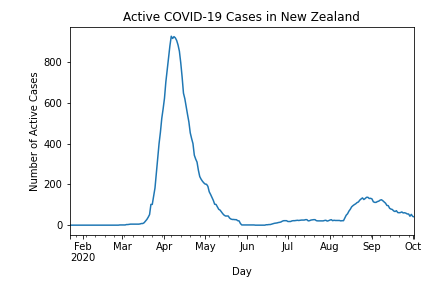 Active COVID-19 Cases in New Zealand
Number of Active Cases
800
600
400
200
0
Feb Mar Apr May Jun Jul Aug Sep Oct
2020
Day